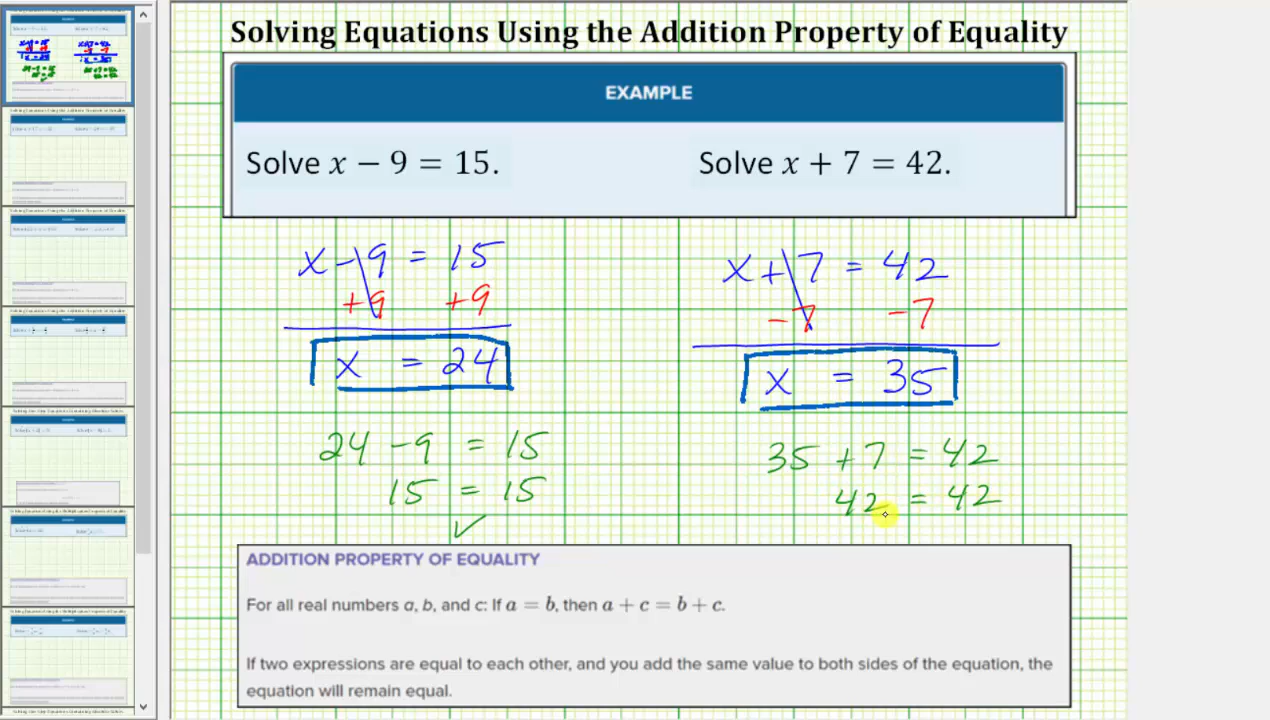 Solving Equations Using the Addition Property of Equality
EXAMPLE
Solve x − 9 = 15.
Solve x + 7 = 42.
x − 9 = 15
+9 +9
x = 24
24 − 9 = 15
15 = 15
✓
x + 7 = 42
− 7 − 7
x = 35
35 + 7 = 42
42 = 42
ADDITION PROPERTY OF EQUALITY
For all real numbers a, b, and c: If a = b, then a + c = b + c.
If two expressions are equal to each other, and you add the same value to both sides of the equation, the
equation will remain equal.